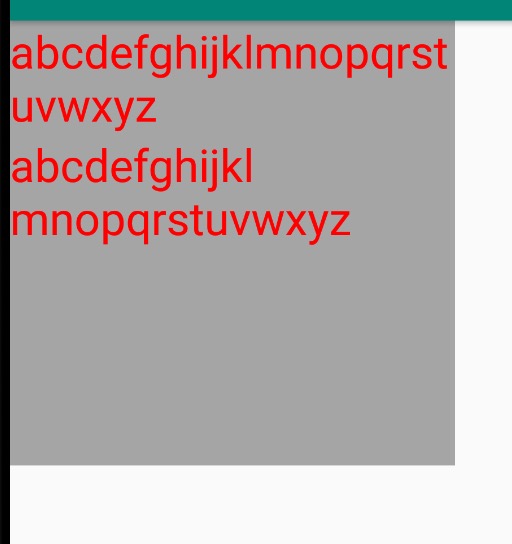 abcdefghijklmnopqrst
uvwxyz
abcdefghijkl
mnopqrstuvwxyz